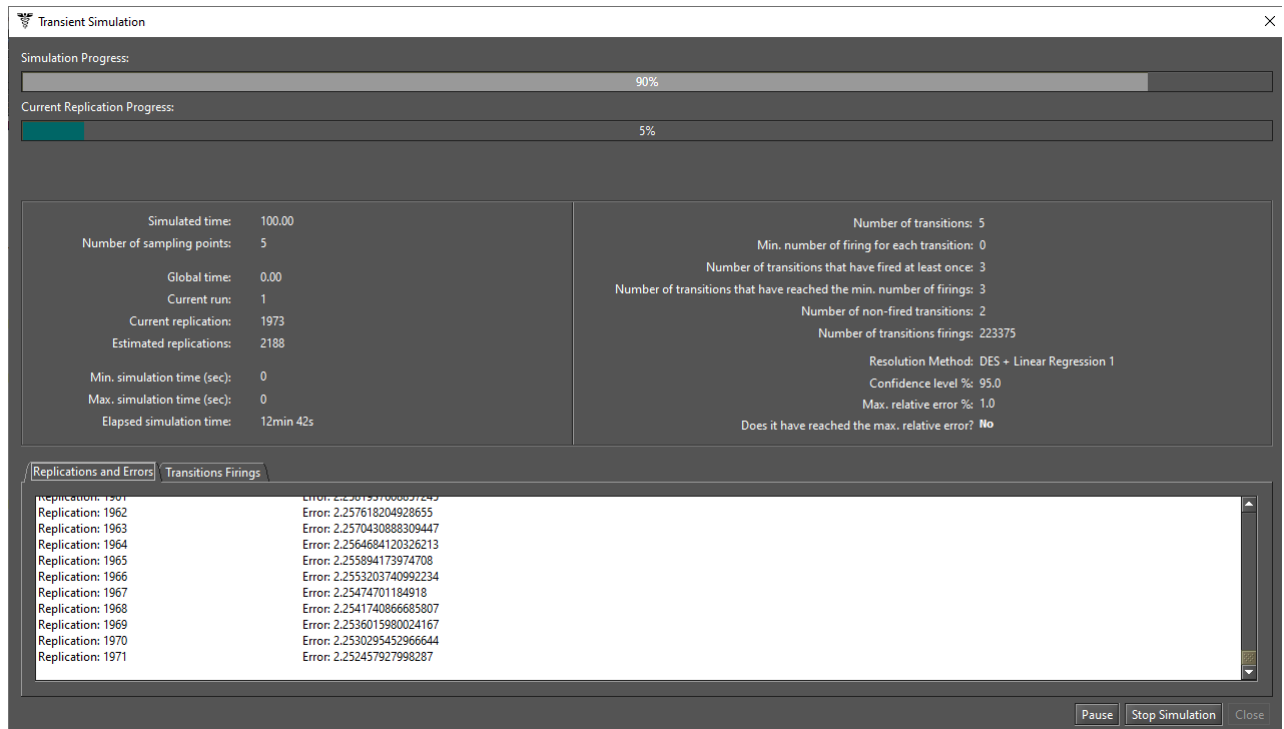 Transient Simulation
Simulation Progress:
90%
Current Replication Progress:
5%
Simulated time: 100.00
Number of sampling points: 5
Global time: 0.00
Current run: 1
Current replication: 1973
Estimated replications: 2188
Min. simulation time (sec): 0
Max. simulation time (sec): 0
Elapsed simulation time: 12min 42s
Number of transitions: 5
Min. number of firing for each transition: 0
Number of transitions that have fired at least once: 3
Number of transitions that have reached the min. number of firings: 3
Number of non-fired transitions: 2
Number of transitions firings: 223375
Resolution Method: DES + Linear Regression 1
Confidence level %: 95.0
Max. relative error %: 1.0
Does it have reached the max. relative error? No
Replications and Errors Transitions Firings
Replication: 1961
Replication: 1962 Error: 2.257618204928655
Replication: 1963 Error: 2.2570430888309447
Replication: 1964 Error: 2.2564684120326213
Replication: 1965 Error: 2.255894173974708
Replication: 1966 Error: 2.2553203740992234
Replication: 1967 Error: 2.25474701184918
Replication: 1968 Error: 2.2541740866685807
Replication: 1969 Error: 2.2536015980024167
Replication: 1970 Error: 2.2530295452966644
Replication: 1971 Error: 2.252457927998287
Pause Stop Simulation Close